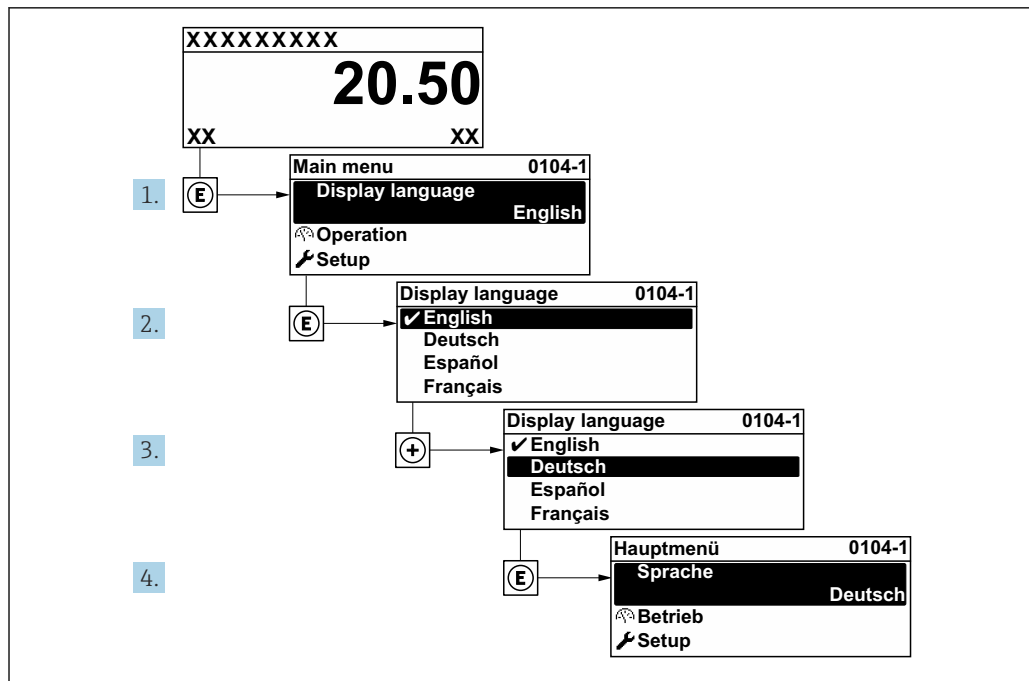 XXXXXXXXX
20.50
XX XX
1. E
Main menu 0104-1
Display language
English
Operation
Setup
2. E
Display language 0104-1
✔English
Deutsch
Español
Français
3. +
Display language 0104-1
✔English
Deutsch
Español
Français
4. E
Hauptmenü 0104-1
Sprache
Deutsch
Betrieb
Setup